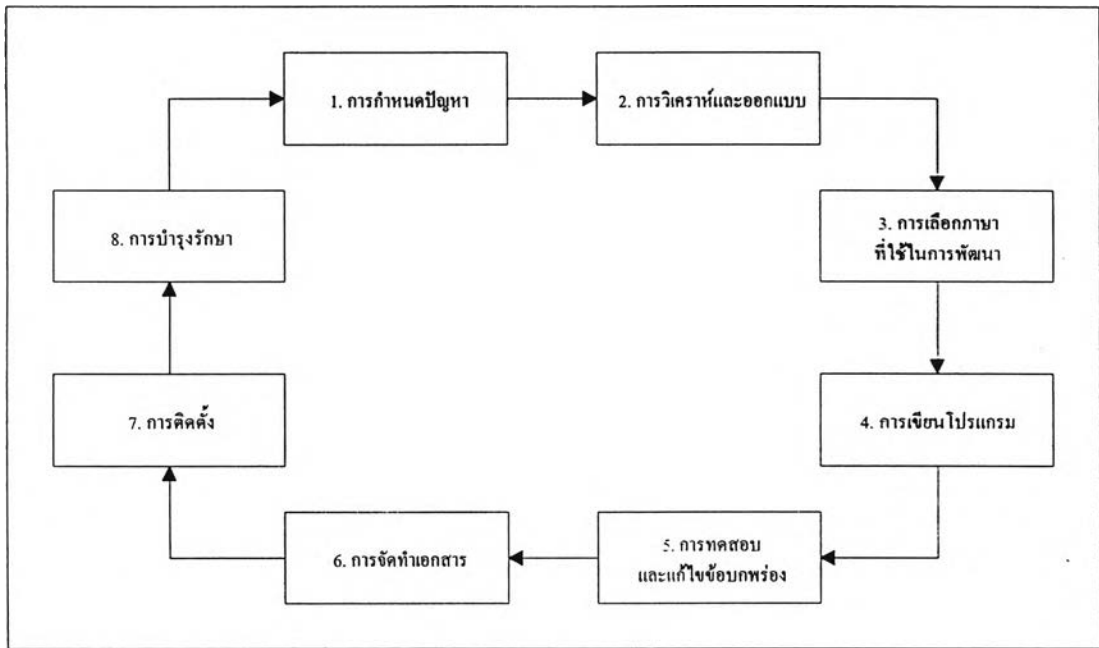 1. การกำหนดปัญหา
2. การวิเคราห์และออกแบบ
3. การเลือกภาษา
ที่ใช้ในการพัฒนา
4. การเขียนโปรแกรม
5. การทดสอบ
และแก้ไขข้อบกพร่อง
6. การจัดทำเอกสาร
7. การติดตั้ง
8. การบำรุงรักษา